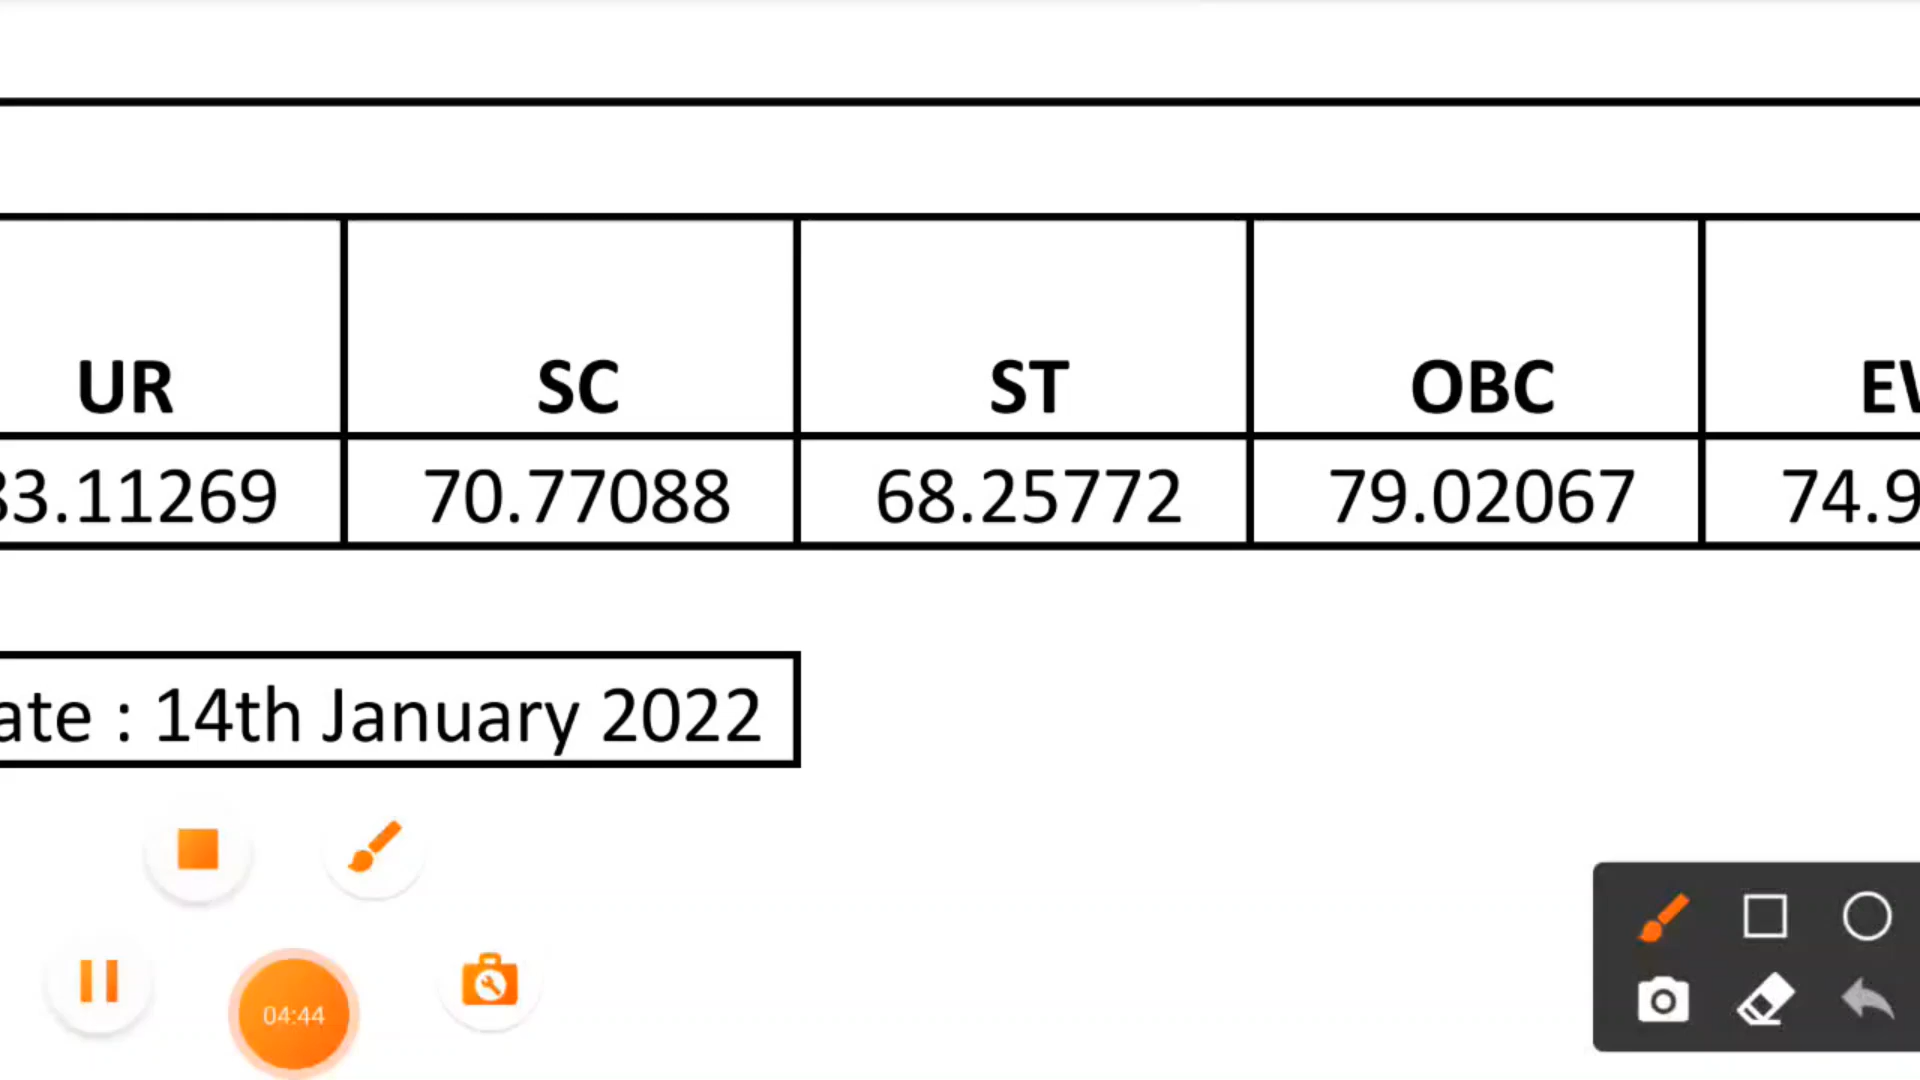 UR SC ST OBC
3.11269 70.77088 68.25772 79.02067 74.9
ate : 14th January 2022
04:44